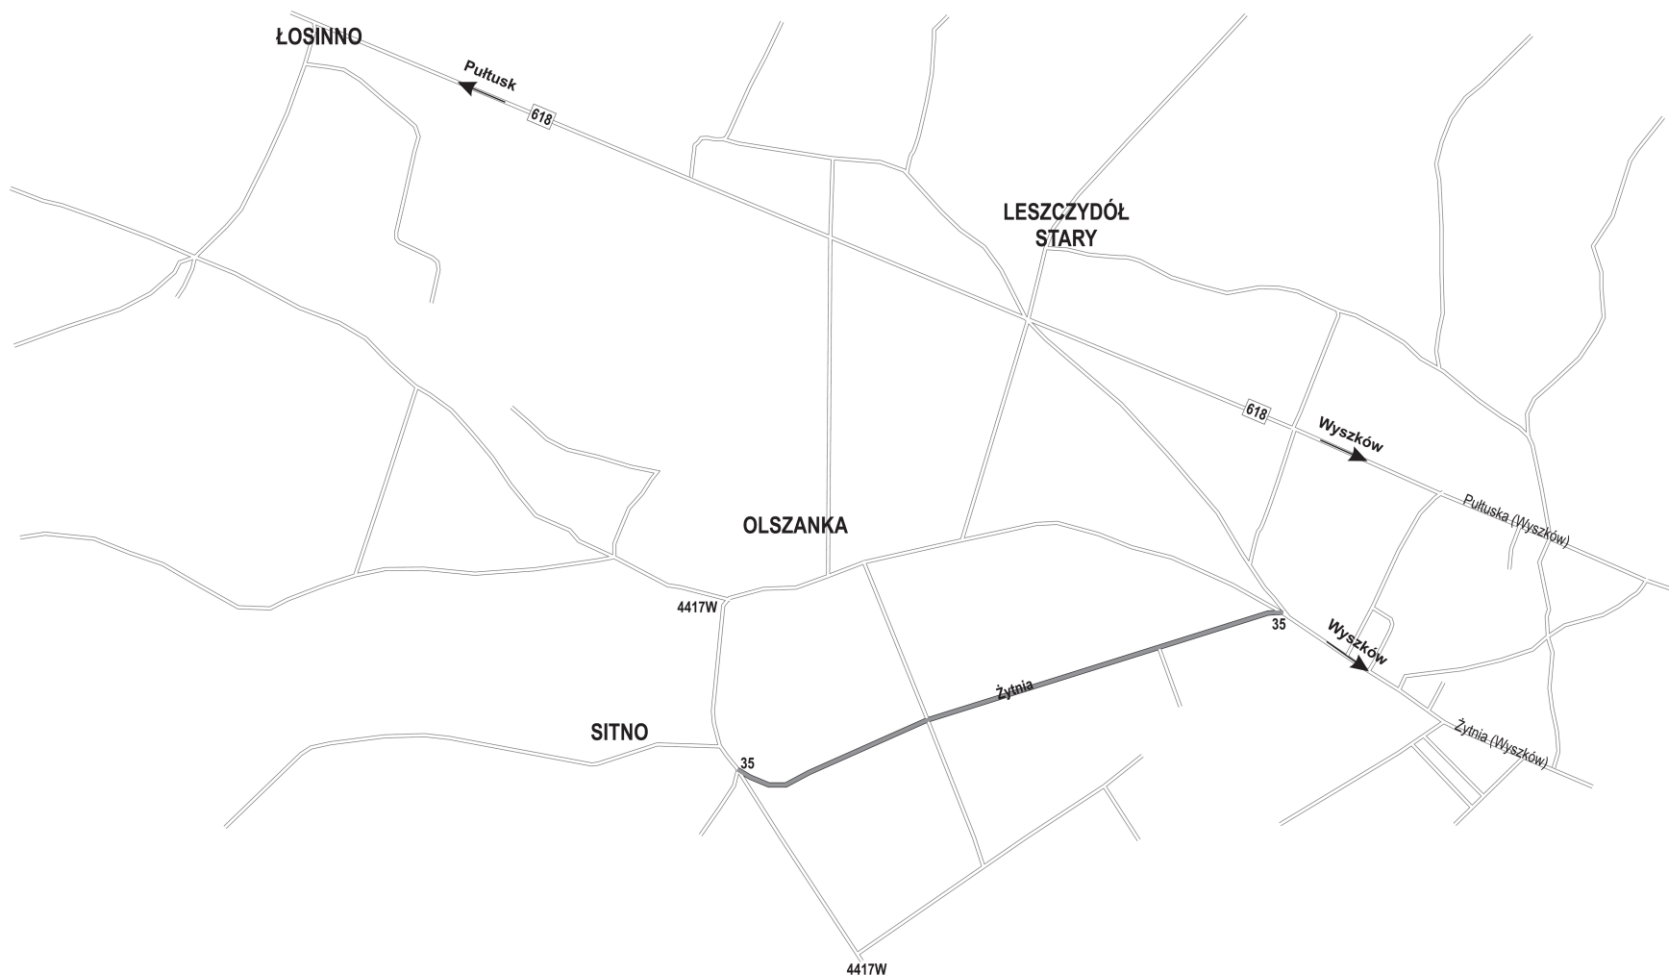 ŁOSINNO
Pułtusk
618
LESZCZYDÓŁ
STARY
618
Wyszków
Pułtuska (Wyszków)
OLSZANKA
4417W
35
Wyszków
Żytnia
SITNO
35
Żytnia (Wyszków)
4417W